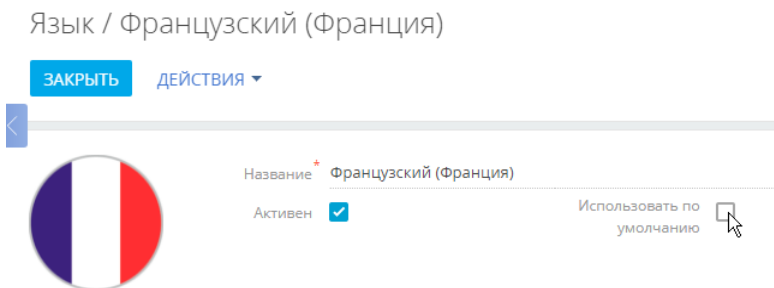 Язык / Французский (Франция)
ЗАКРЫТЬ ДЕЙСТВИЯ
Название* Французский (Франция)
Активен Использовать по
умолчанию